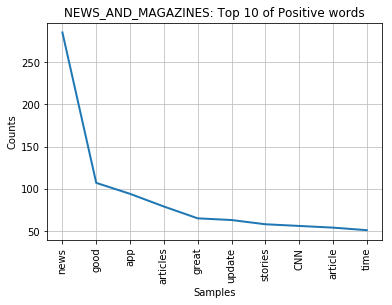 NEWS_AND_MAGAZINES: Top 10 of Positive words
250
200
150
100
50
Counts
news
good
app
articles
great
update
stories
CNN
article
time
Samples